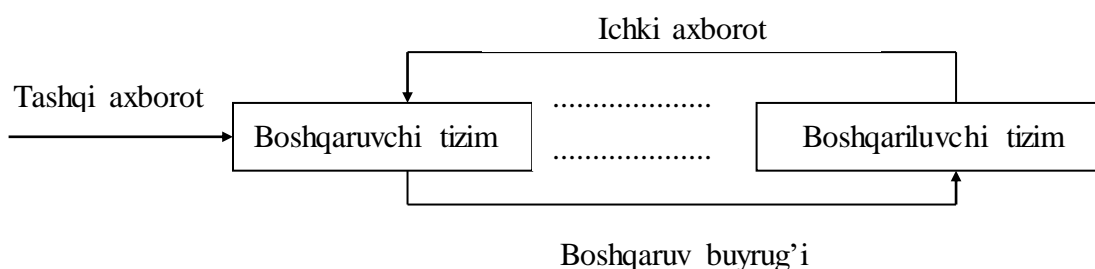 Ichki axborot
Tashqi axborot
.....................
Boshqaruvchi tizim
Boshqariluvchi tizim
.....................
Boshqaruv buyrug’i